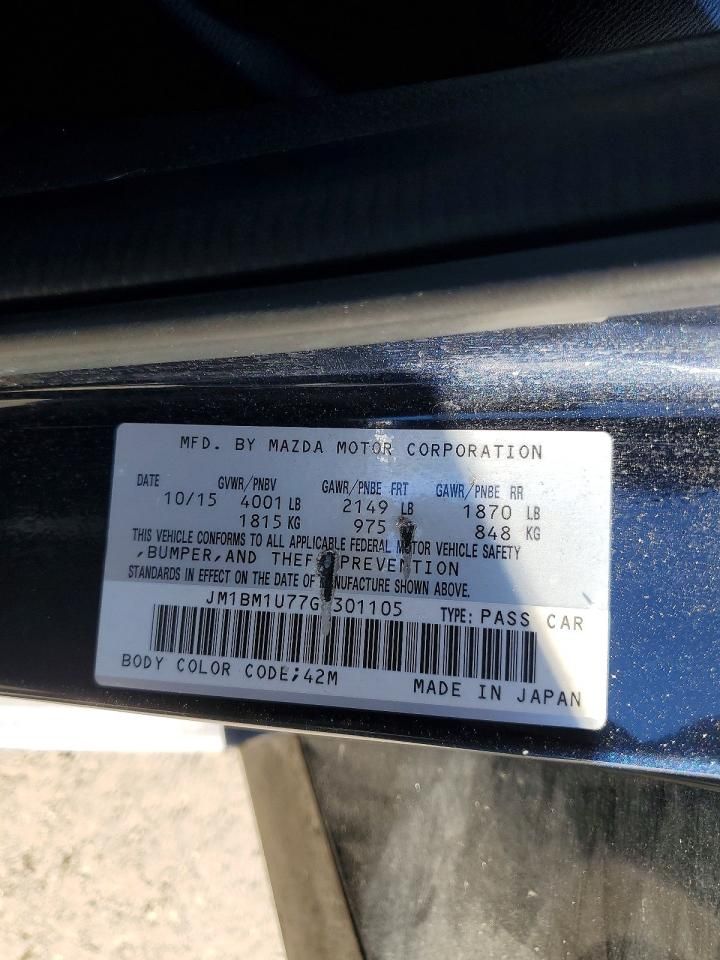 MFD. BY MAZDA MOTOR CORPORATION
DATE GVWR/PNBV GAWR/PNBE FRT GAWR/PNBE RR
10/15 4001 LB 2149 LB 1870 LB
1815 KG 975 848 KG
THIS VEHICLE CONFORMS TO ALL APPLICABLE FEDERAL MOTOR VEHICLE SAFETY
,BUMPER,AND THEFT PREVENTION
STANDARDS IN EFFECT ON THE DATE OF MANUFACTURE SHOWN ABOVE.
JM1BM1U77G 301105 TYPE: PASS CAR
BODY COLOR CODE;42M
MADE IN JAPAN